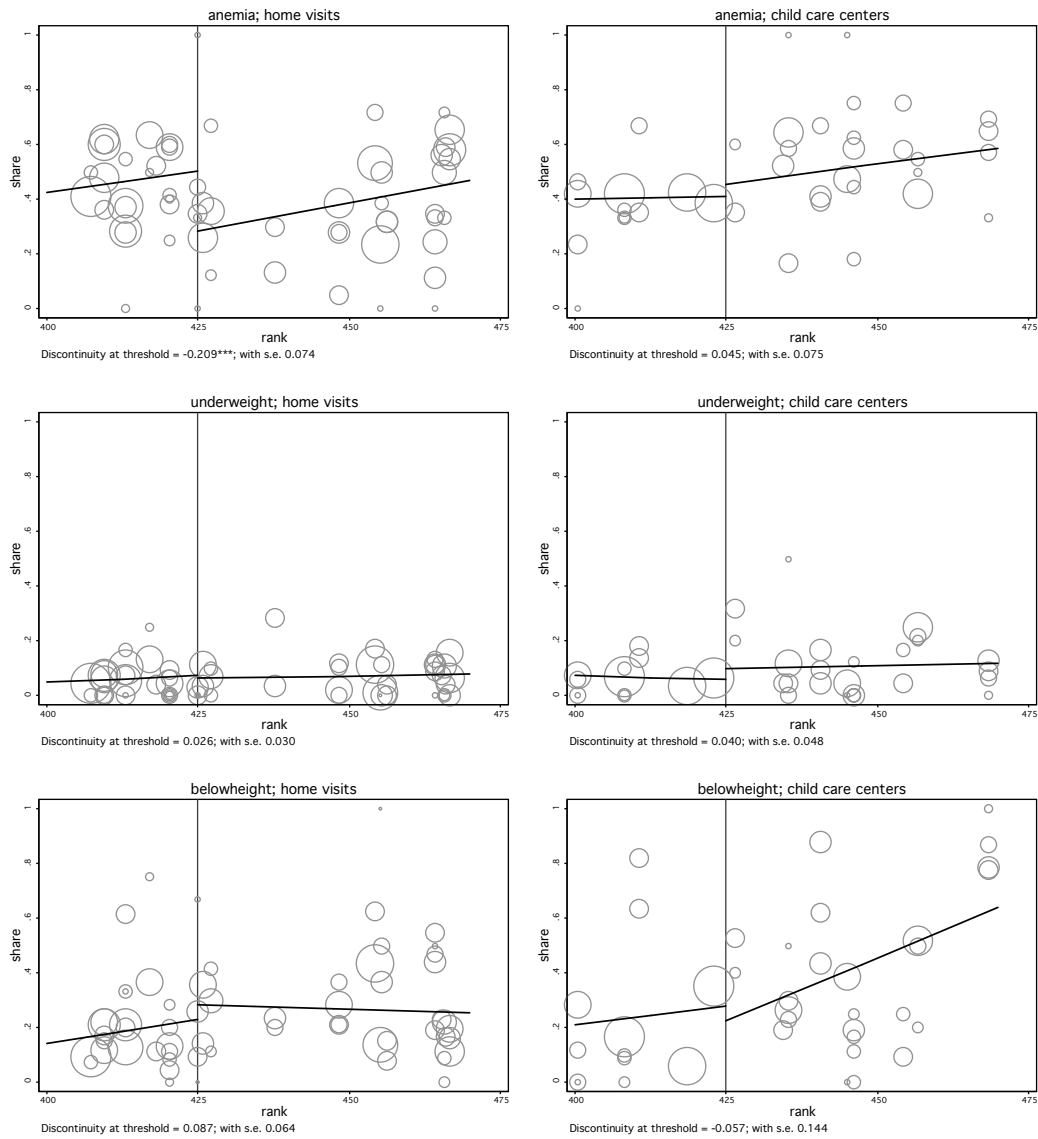 anemia; home visits
share
0 .2 .4 .6 .8 1
400 425 450 475
rank
Discontinuity at threshold = -0.209***; with s.e. 0.074
anemia; child care centers
share
0 .2 .4 .6 .8 1
400 425 450 475
rank
Discontinuity at threshold = 0.045; with s.e. 0.075
underweight; home visits
share
0 .2 .4 .6 .8 1
400 425 450 475
rank
Discontinuity at threshold = 0.026; with s.e. 0.030
underweight; child care centers
share
0 .2 .4 .6 .8 1
400 425 450 475
rank
Discontinuity at threshold = 0.040; with s.e. 0.048
belowheight; home visits
share
0 .2 .4 .6 .8 1
400 425 450 475
rank
Discontinuity at threshold = 0.087; with s.e. 0.064
belowheight; child care centers
share
0 .2 .4 .6 .8 1
400 425 450 475
rank
Discontinuity at threshold = -0.057; with s.e. 0.144